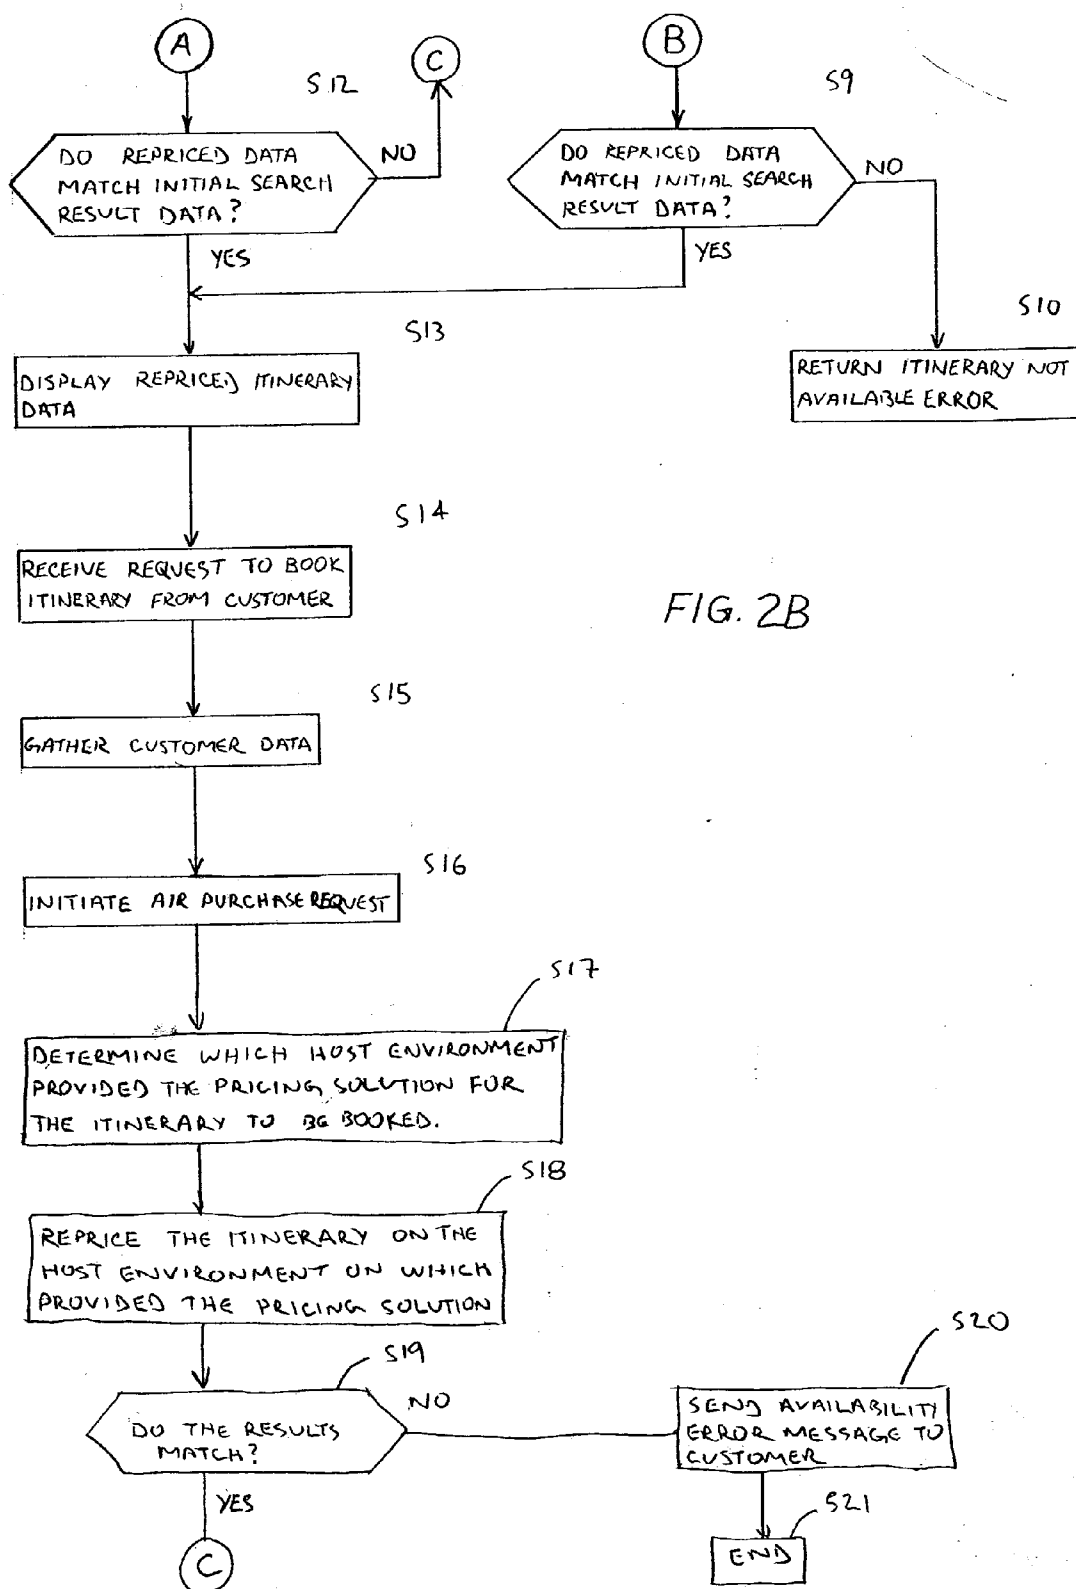 A
C
B
S12
S9
DO REPRICED DATA
MATCH INITIAL SEARCH
RESULT DATA?
NO
DO REPRICED DATA
MATCH INITIAL SEARCH
RESULT DATA?
NO
YES
YES
S13
S10
DISPLAY REPRICED ITINERARY
DATA
RETURN ITINERARY NOT
AVAILABLE ERROR
S14
RECEIVE REQUEST TO BOOK
ITINERARY FROM CUSTOMER
FIG. 2B
S15
GATHER CUSTOMER DATA
S16
INITIATE AIR PURCHASE REQUEST
S17
DETERMINE WHICH HOST ENVIRONMENT
PROVIDED THE PRICING SOLUTION FOR
THE ITINERARY TO BE BOOKED.
S18
REPRICE THE ITINERARY ON THE
HOST ENVIRONMENT ON WHICH
PROVIDED THE PRICING SOLUTION
S19
S20
DO THE RESULTS
MATCH?
NO
SEND AVAILABILITY
ERROR MESSAGE TO
CUSTOMER
YES
S21
C
END